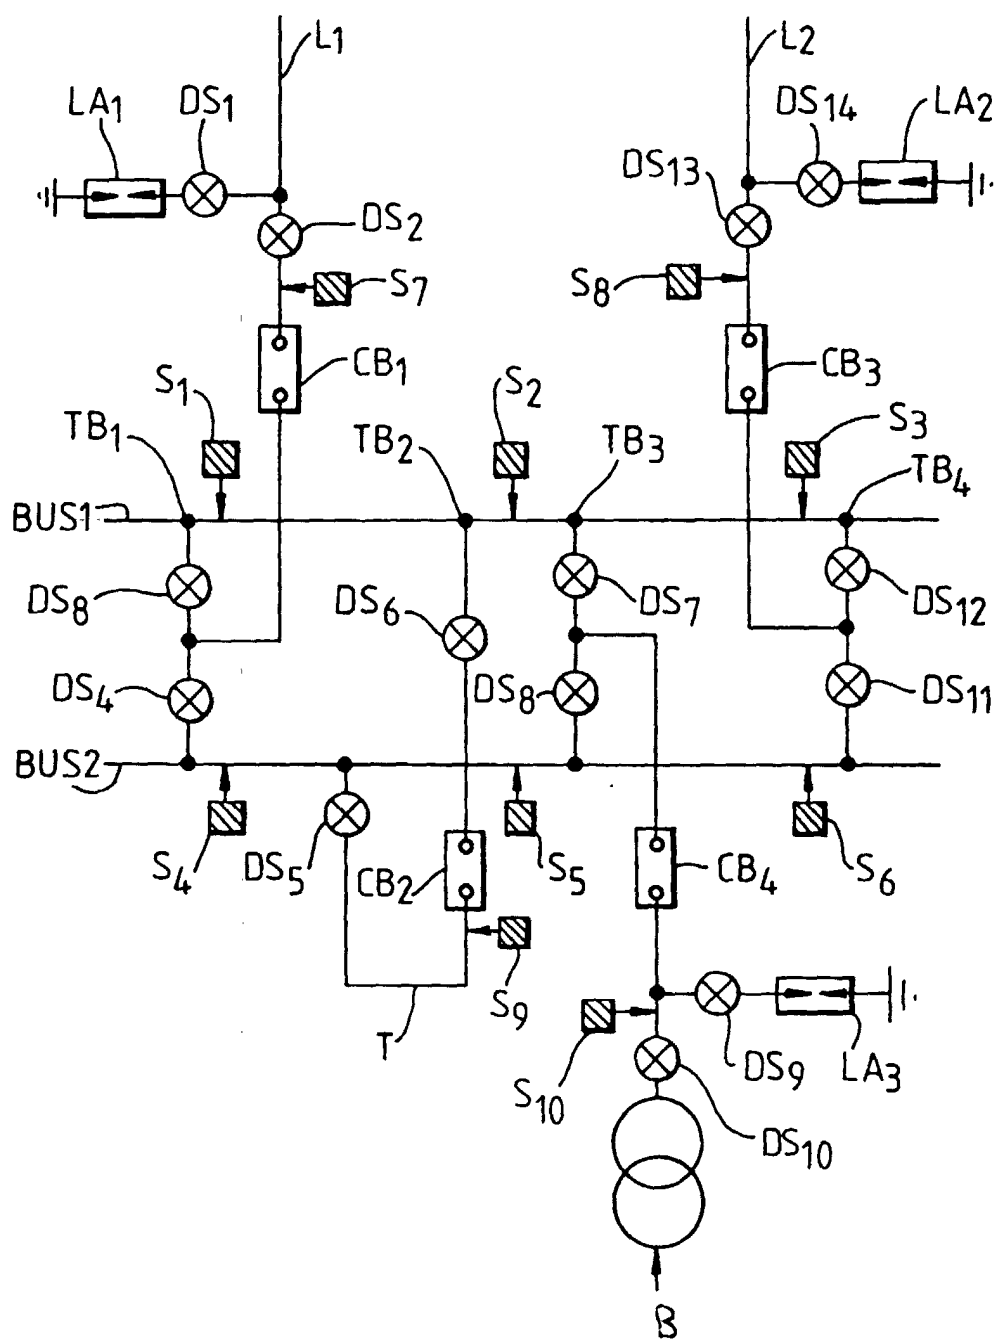 L1 L2
LA1 DS1 DS14 LA2
DS13
DS2
S7 S8
CB1 CB3
S1 S2 S3
TB1 TB2 TB3 TB4
BUS1
DS8 DS6 DS7 DS12
DS4 DS8 DS11
BUS2
S4 DS5 CB2 S5 CB4 S6
S9
T
S10 DS9 LA3
DS10
B